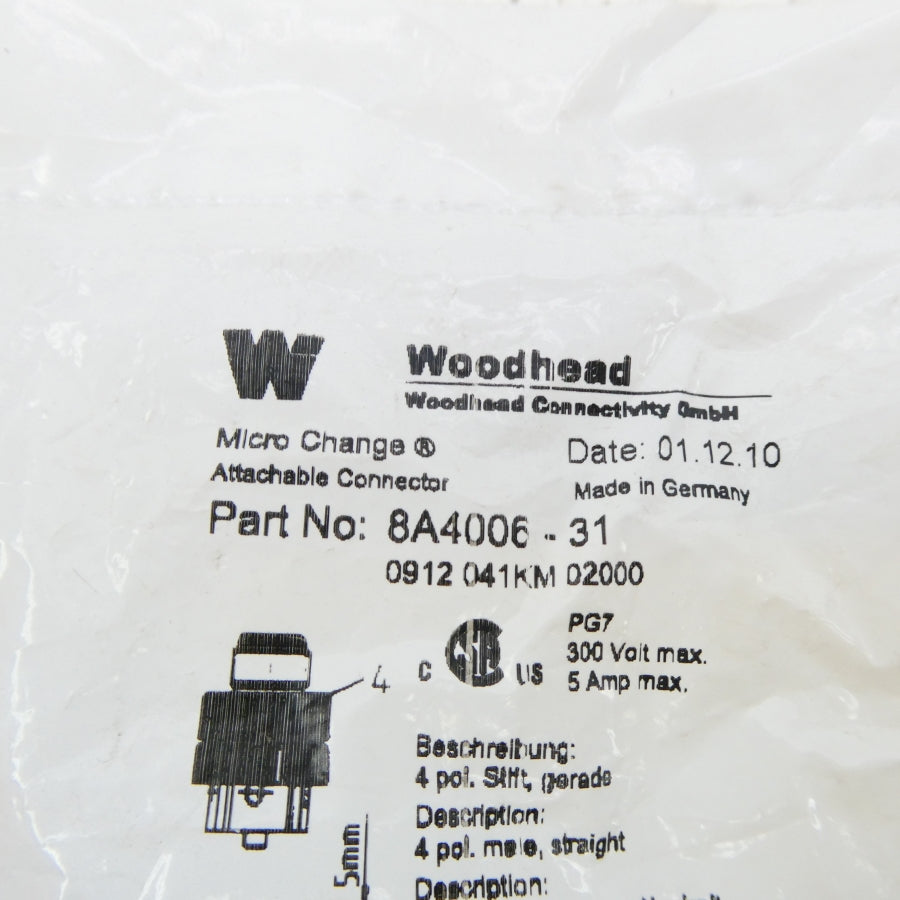 W
Woodhead
Woodhead Connectivity GmbH
Micro Change ®
Date: 01.12.10
Attachable Connector
Made in Germany
Part No: 8A4006 - 31
0912 041KM 02000
PG7
300 Volt max.
5 Amp max.
C US
4
Beschreibung:
4 pol. Stift, gerade
Description:
4 pol. male, straight
5mm
Description: